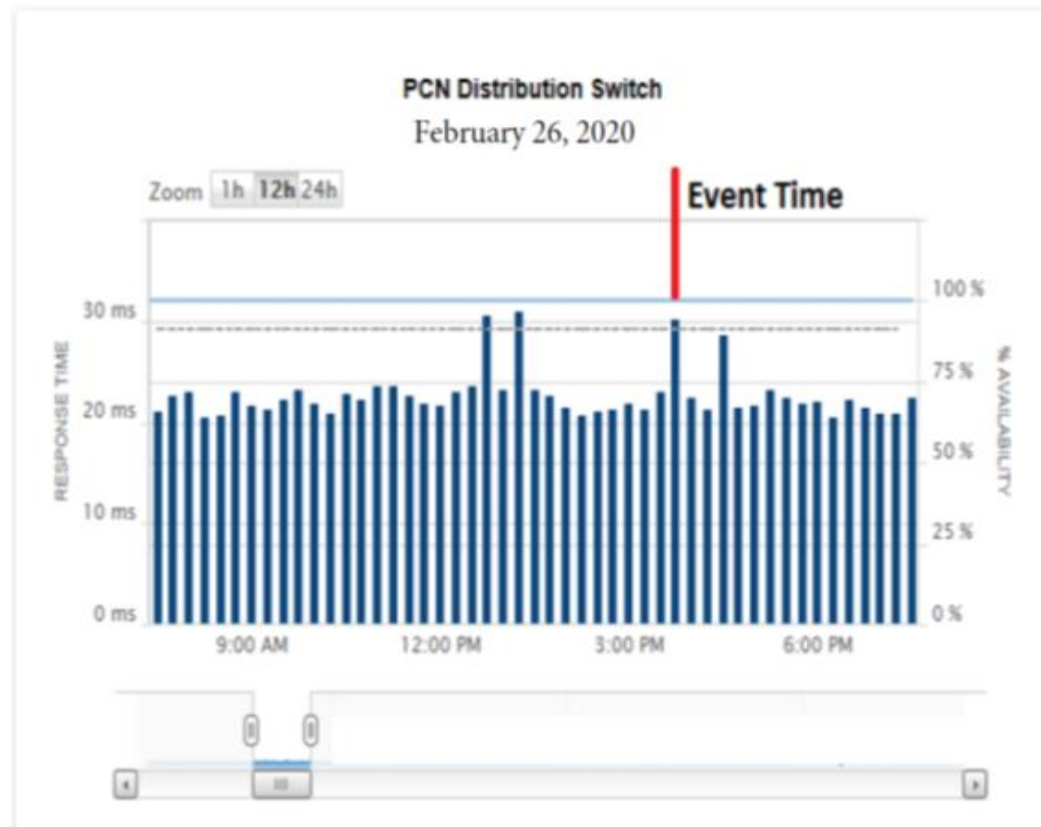 PCN Distribution Switch
February 26, 2020
Zoom 1h 12h 24h
Event Time
100 %
30 ms
75 %
20 ms
50 %
10 ms
25 %
0 ms
0 %
RESPONSE TIME
% AVAILABILITY
9:00 AM 12:00 PM 3:00 PM 6:00 PM